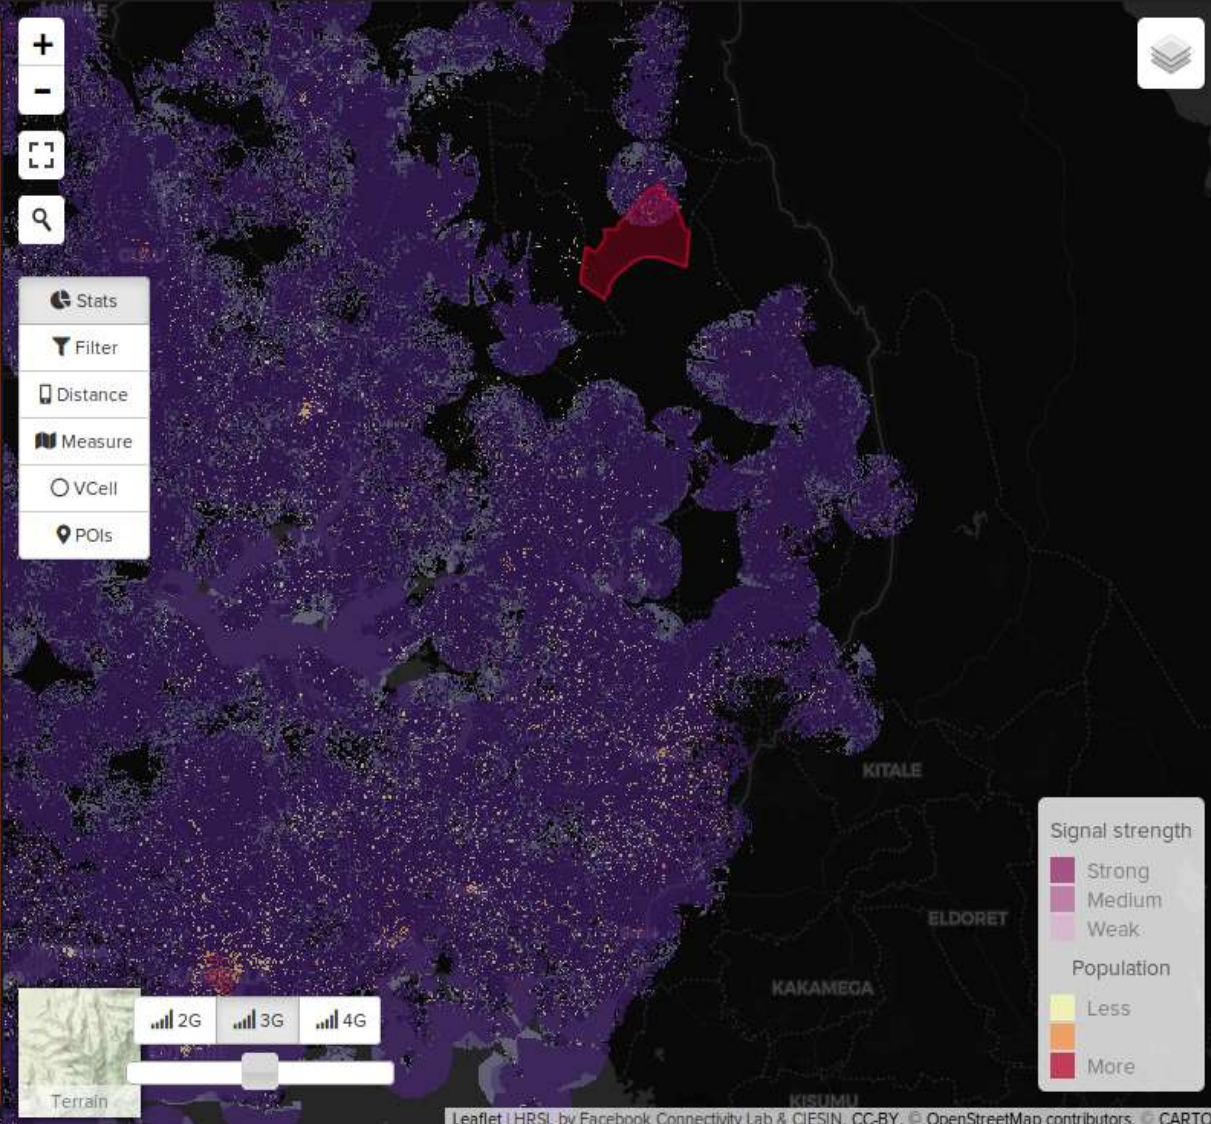 +
−
Stats
Filter
Distance
Measure
VCell
POIs
KITALE
ELDORET
KAKAMEGA
KISUMU
Signal strength
Strong
Medium
Weak
Population
Less
More
2G
3G
4G
Terrain
Leaflet | HRSL by Facebook Connectivity Lab & CIESIN, CC-BY, © OpenStreetMap contributors, © CARTO